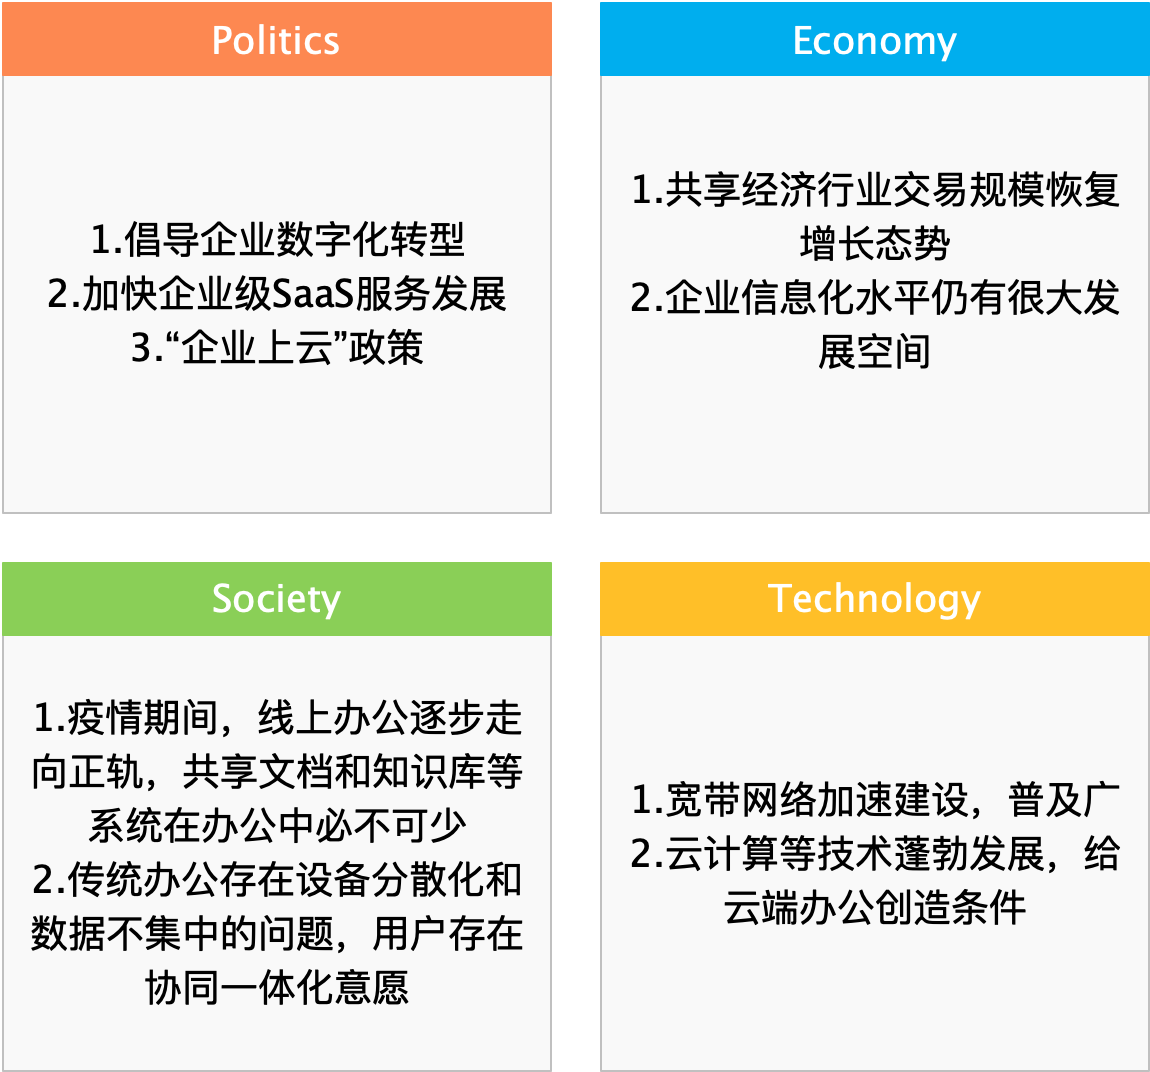 Politics
1.倡导企业数字化转型
2.加快企业级SaaS服务发展
3.“企业上云”政策
Economy
1.共享经济行业交易规模恢复
增长态势
2.企业信息化水平仍有很大发
展空间
Society
1.疫情期间，线上办公逐步走
向正轨，共享文档和知识库等
系统在办公中必不可少
2.传统办公存在设备分散化和
数据不集中的问题，用户存在
协同一体化意愿
Technology
1.宽带网络加速建设，普及广
2.云计算等技术蓬勃发展，给
云端办公创造条件